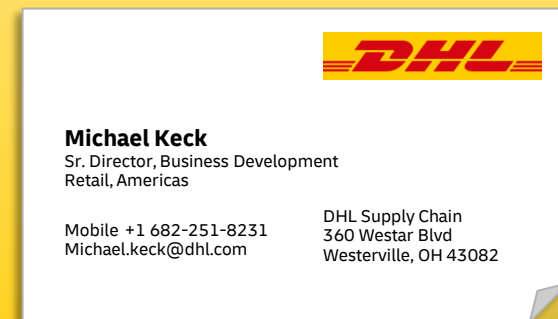 DHL
Michael Keck
Sr. Director, Business Development
Retail, Americas
Mobile +1 682-251-8231
Michael.keck@dhl.com
DHL Supply Chain
360 Westar Blvd
Westerville, OH 43082